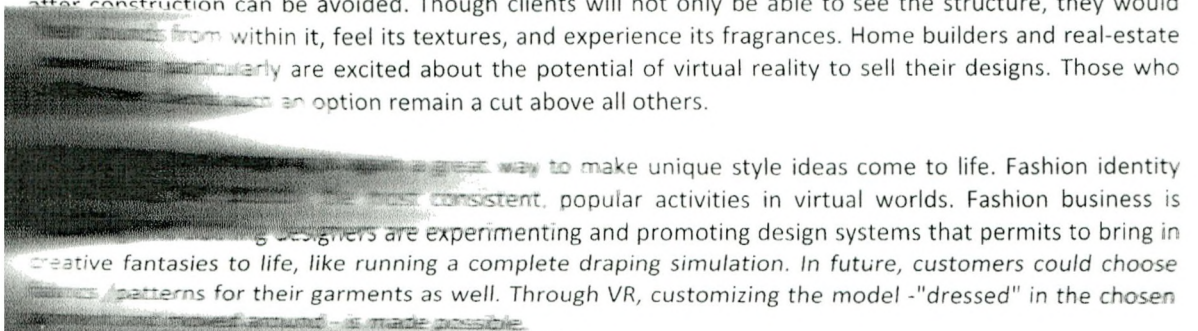 after construction can be avoided. Though clients will not only be able to see the structure, they would
from within it, feel its textures, and experience its fragrances. Home builders and real-estate
particularly are excited about the potential of virtual reality to sell their designs. Those who
an option remain a cut above all others.
a great way to make unique style ideas come to life. Fashion identity
the most consistent, popular activities in virtual worlds. Fashion business is
designers are experimenting and promoting design systems that permits to bring in
creative fantasies to life, like running a complete draping simulation. In future, customers could choose
/patterns for their garments as well. Through VR, customizing the model -"dressed" in the chosen
moved around - is made possible.